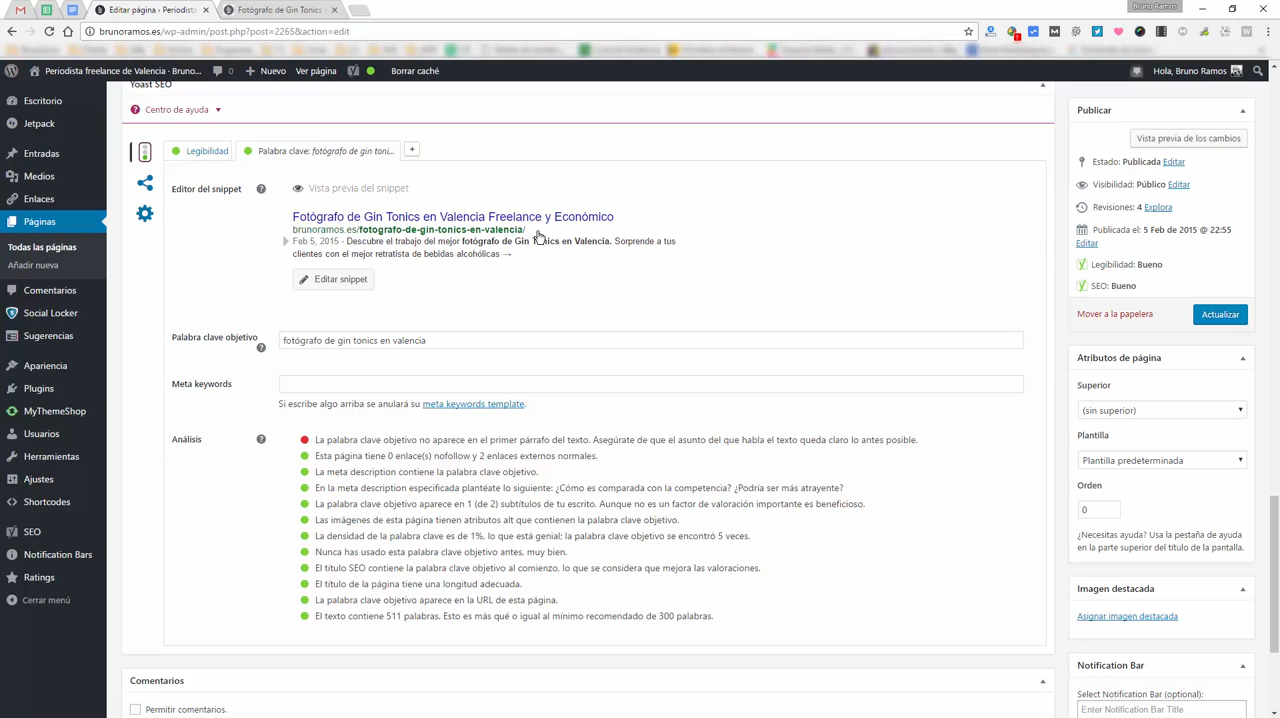 Editar página ‹ Periodista
Fotógrafo de Gin Tonics -
Bruno Ramos
brunoramos.es/wp-admin/post.php?post=2265&action=edit
Periodista freelance de Valencia - Bruno...
0
Nuevo
Ver página
Borrar caché
Hola, Bruno Ramos
Escritorio
Jetpack
Entradas
Medios
Enlaces
Páginas
Todas las páginas
Añadir nueva
Comentarios
Social Locker
Sugerencias
Apariencia
Plugins
MyThemeShop
Usuarios
Herramientas
Ajustes
Shortcodes
SEO
Notification Bars
Ratings
Cerrar menú
Yoast SEO
Centro de ayuda
Legibilidad
Palabra clave: fotógrafo de gin toni...
+
Editor del snippet
Vista previa del snippet
Fotógrafo de Gin Tonics en Valencia Freelance y Económico
brunoramos.es/fotografo-de-gin-tonics-en-valencia/
Feb 5, 2015 - Descubre el trabajo del mejor fotógrafo de Gin Tonics en Valencia. Sorprende a tus
clientes con el mejor retratista de bebidas alcohólicas →
Editar snippet
Palabra clave objetivo
fotógrafo de gin tonics en valencia
Meta keywords
Si escribe algo arriba se anulará su meta keywords template.
Análisis
La palabra clave objetivo no aparece en el primer párrafo del texto. Asegúrate de que el asunto del que habla el texto queda claro lo antes posible.
Esta página tiene 0 enlace(s) nofollow y 2 enlaces externos normales.
La meta description contiene la palabra clave objetivo.
En la meta description especificada plantéate lo siguiente: ¿Cómo es comparada con la competencia? ¿Podría ser más atrayente?
La palabra clave objetivo aparece en 1 (de 2) subtítulos de tu escrito. Aunque no es un factor de valoración importante es beneficioso.
Las imágenes de esta página tienen atributos alt que contienen la palabra clave objetivo.
La densidad de la palabra clave es de 1%, lo que está genial; la palabra clave objetivo se encontró 5 veces.
Nunca has usado esta palabra clave objetivo antes, muy bien.
El título SEO contiene la palabra clave objetivo al comienzo, lo que se considera que mejora las valoraciones.
El título de la página tiene una longitud adecuada.
La palabra clave objetivo aparece en la URL de esta página.
El texto contiene 511 palabras. Esto es más qué o igual al mínimo recomendado de 300 palabras.
Comentarios
Permitir comentarios.
Publicar
Vista previa de los cambios
Estado: Publicada Editar
Visibilidad: Público Editar
Revisiones: 4 Explora
Publicada el: 5 Feb de 2015 @ 22:55
Editar
Legibilidad: Bueno
SEO: Bueno
Mover a la papelera
Actualizar
Atributos de página
Superior
(sin superior)
Plantilla
Plantilla predeterminada
Orden
0
¿Necesitas ayuda? Usa la pestaña de ayuda
en la parte superior del título de la pantalla.
Imagen destacada
Asignar imagen destacada
Notification Bar
Select Notification Bar (optional):
Enter Notification Bar Title